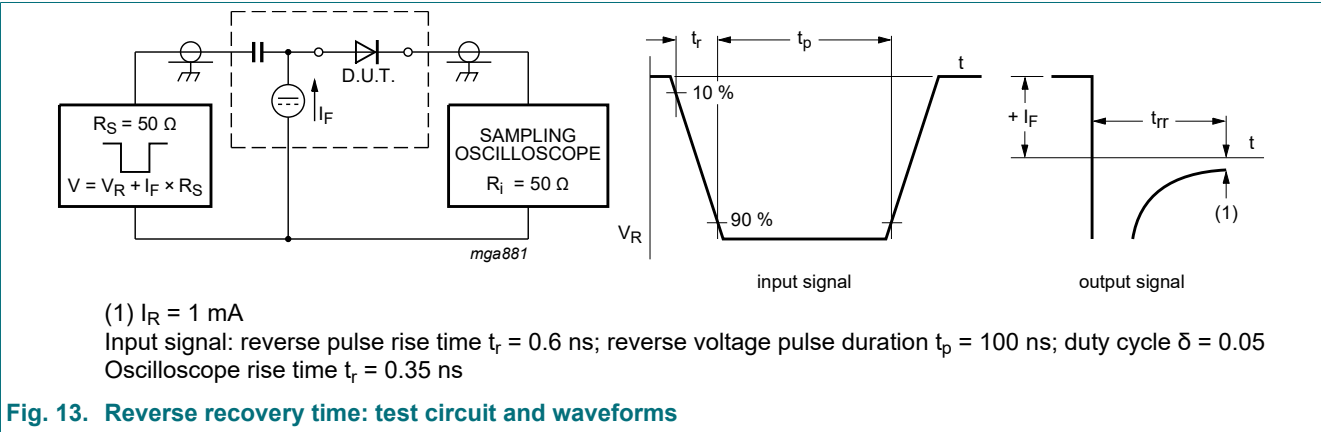 D.U.T.
I_F
R_S = 50 Ω
V = V_R + I_F × R_S
SAMPLING
OSCILLOSCOPE
R_i = 50 Ω
mga881
t_r
t_p
t
10 %
90 %
V_R
input signal
+ I_F
t_rr
t
(1)
output signal
(1) I_R = 1 mA
Input signal: reverse pulse rise time t_r = 0.6 ns; reverse voltage pulse duration t_p = 100 ns; duty cycle δ = 0.05
Oscilloscope rise time t_r = 0.35 ns
Fig. 13. Reverse recovery time: test circuit and waveforms